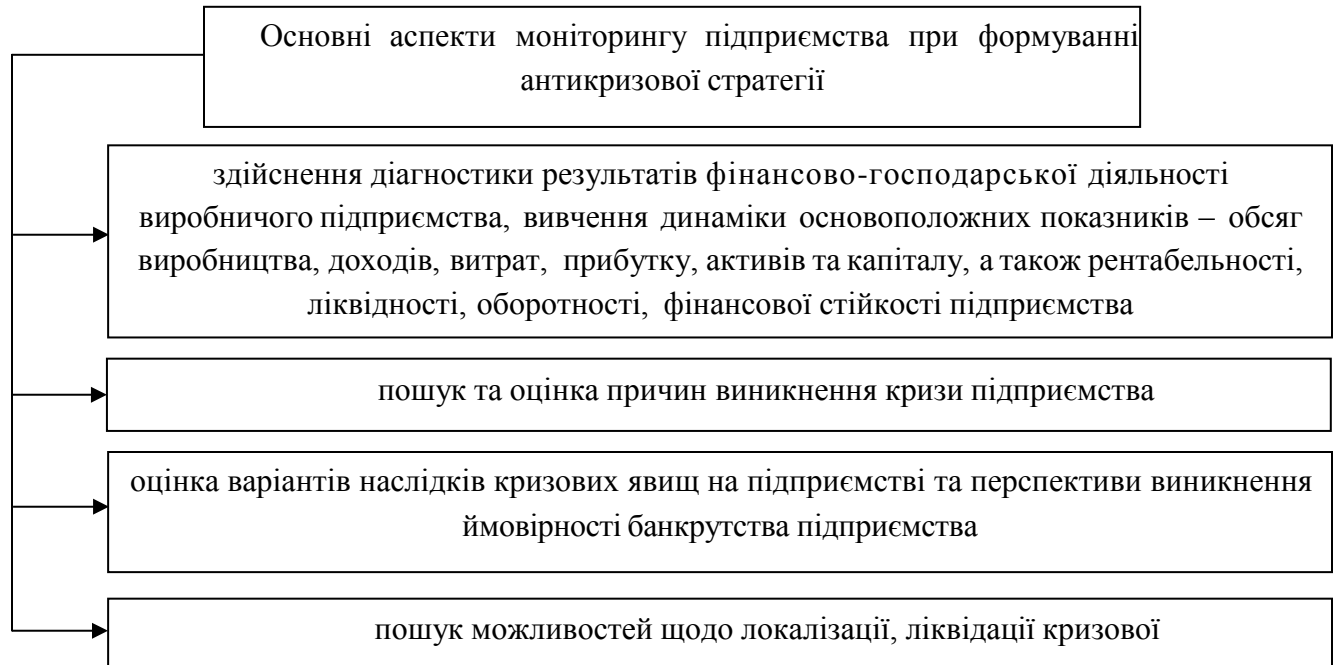 Основні аспекти моніторингу підприємства при формуванні
антикризової стратегії
здійснення діагностики результатів фінансово-господарської діяльності
виробничого підприємства, вивчення динаміки основоположних показників – обсяг
виробництва, доходів, витрат, прибутку, активів та капіталу, а також рентабельності,
ліквідності, оборотності, фінансової стійкості підприємства
пошук та оцінка причин виникнення кризи підприємства
оцінка варіантів наслідків кризових явищ на підприємстві та перспективи виникнення
ймовірності банкрутства підприємства
пошук можливостей щодо локалізації, ліквідації кризової